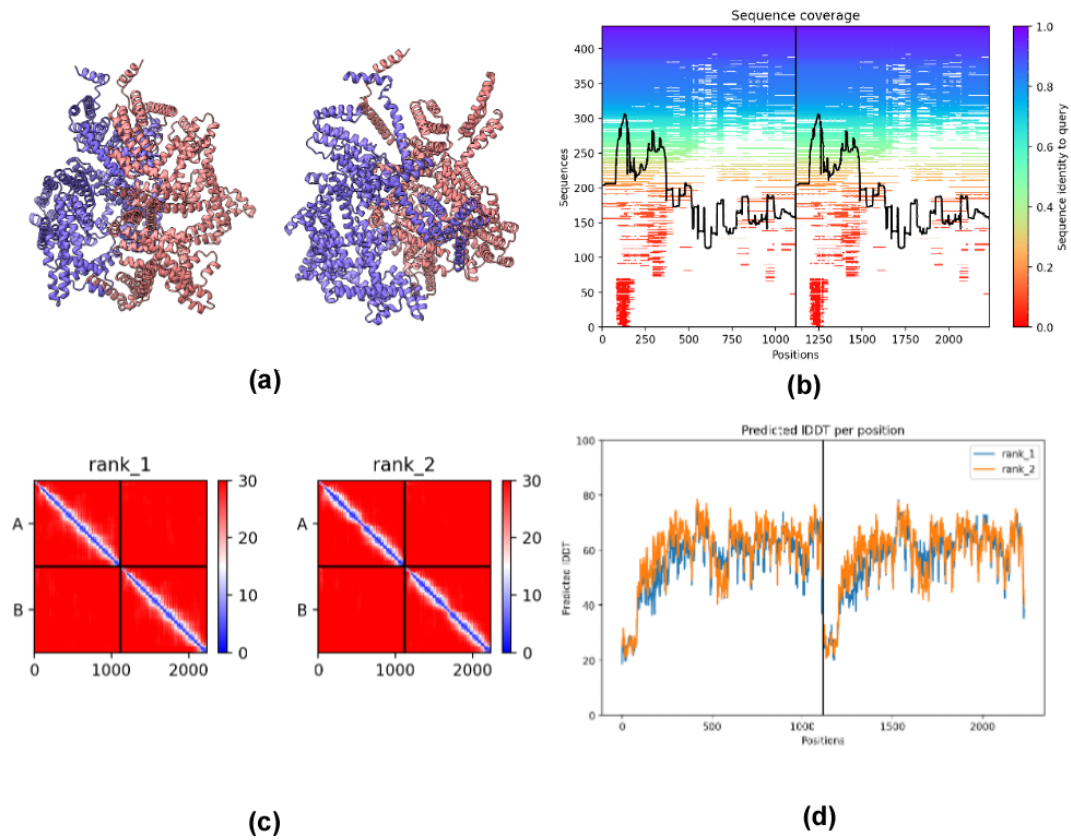 (a)
Sequence coverage
Sequences
400
350
300
250
200
150
100
50
0
0 250 500 750 1000 1250 1500 1750 2000
Positions
1.0
0.8
0.6
0.4
0.2
0.0
Sequence identity to query
(b)
rank_1
A
B
0 1000 2000
30
20
10
0
rank_2
A
B
0 1000 2000
30
20
10
0
(c)
Predicted lDDT per position
Predicted lDDT
100
80
60
40
20
0
0 500 1000 1500 2000
Positions
rank_1
rank_2
(d)